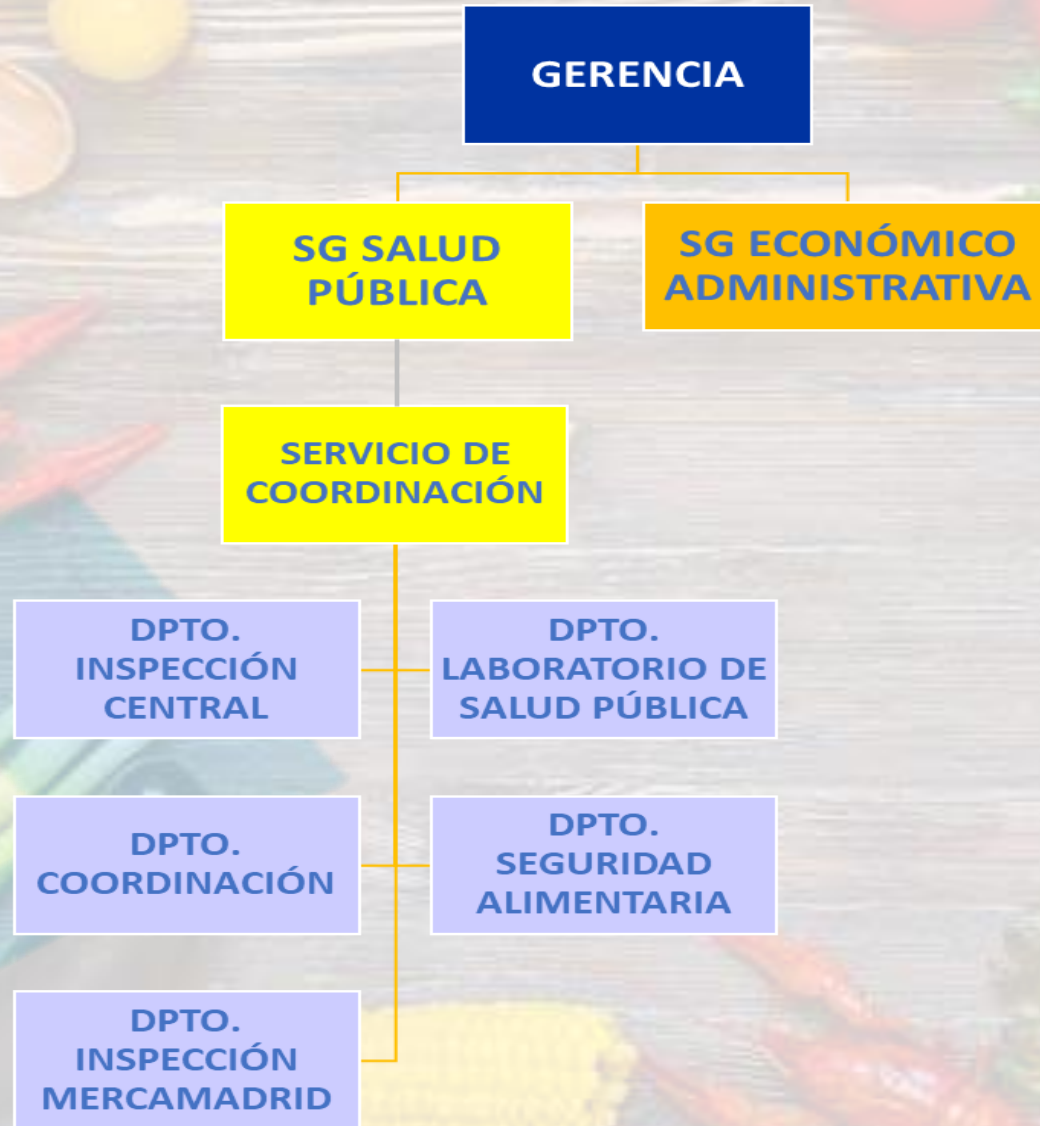 GERENCIA
SG SALUD
PÚBLICA
SG ECONÓMICO
ADMINISTRATIVA
SERVICIO DE
COORDINACIÓN
DPTO.
INSPECCIÓN
CENTRAL
DPTO.
LABORATORIO DE
SALUD PÚBLICA
DPTO.
COORDINACIÓN
DPTO.
SEGURIDAD
ALIMENTARIA
DPTO.
INSPECCIÓN
MERCAMADRID